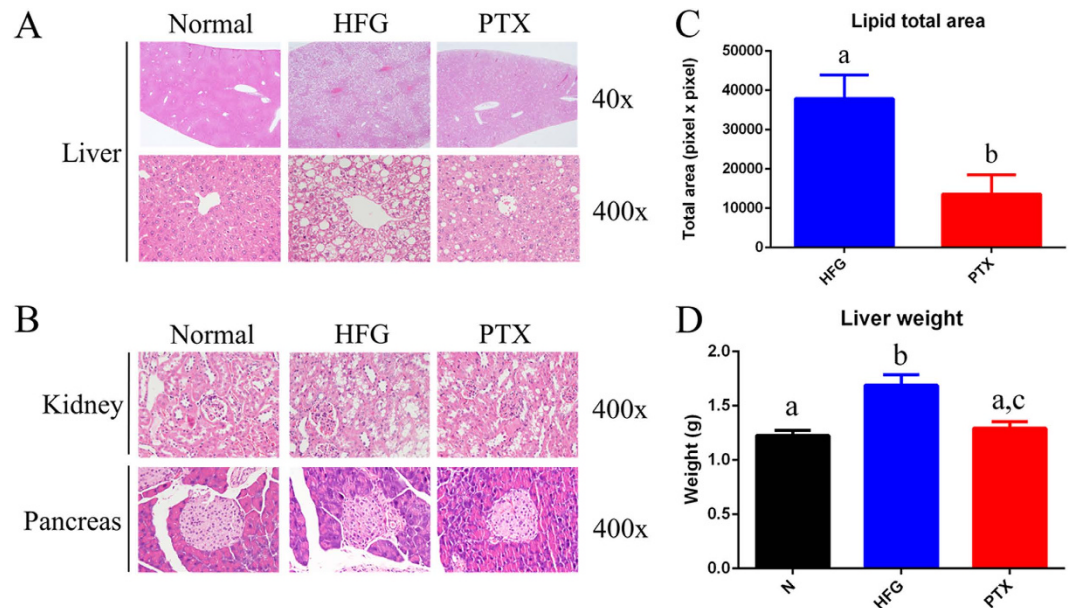 A
Normal HFG PTX
Liver
40x
400x
B
Normal HFG PTX
Kidney
400x
Pancreas
400x
C
Lipid total area
Total area (pixel x pixel)
50000
40000
30000
20000
10000
0
a
b
HFG
PTX
D
Liver weight
Weight (g)
2.0
1.5
1.0
0.5
0.0
a
b
a,c
N
HFG
PTX